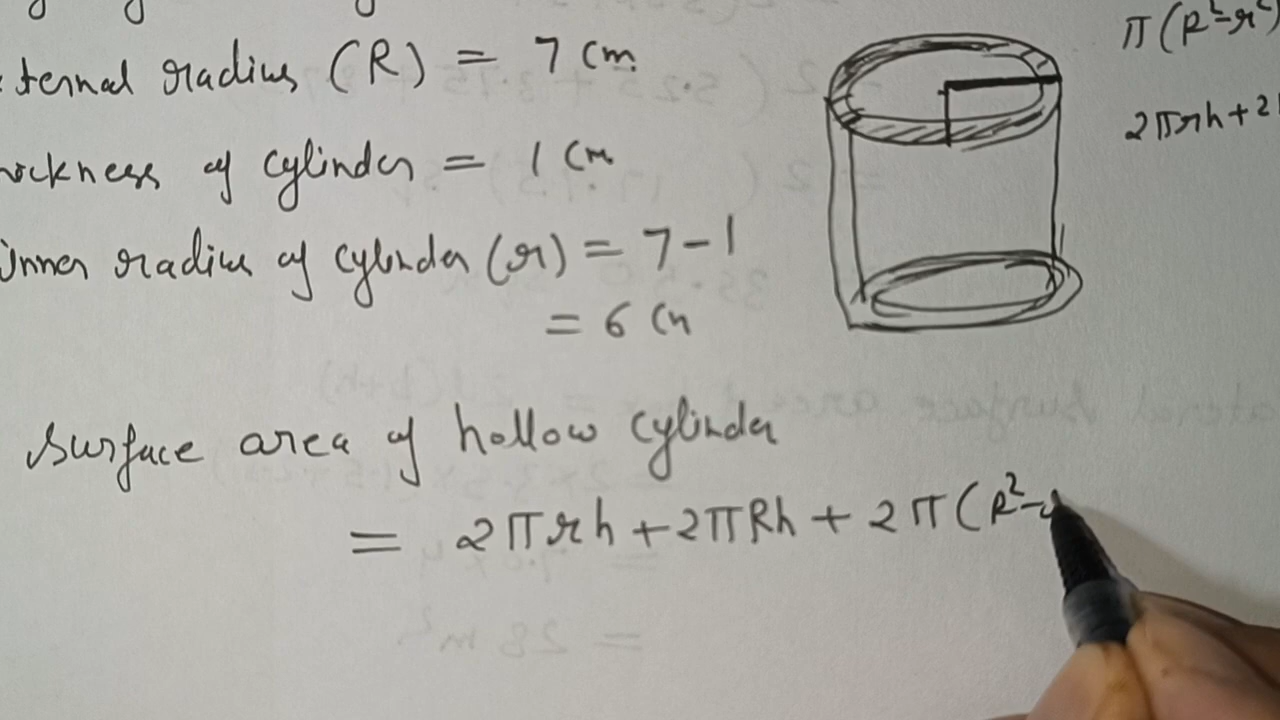 ternal radius (R) = 7 cm
ickness of cylinder = 1 cm
inner radius of cylinder (r) = 7 - 1
= 6 cm
surface area of hollow cylinder
= 2πrh + 2πRh + 2π(R²-
π(R²-r²)
2πrh + 2